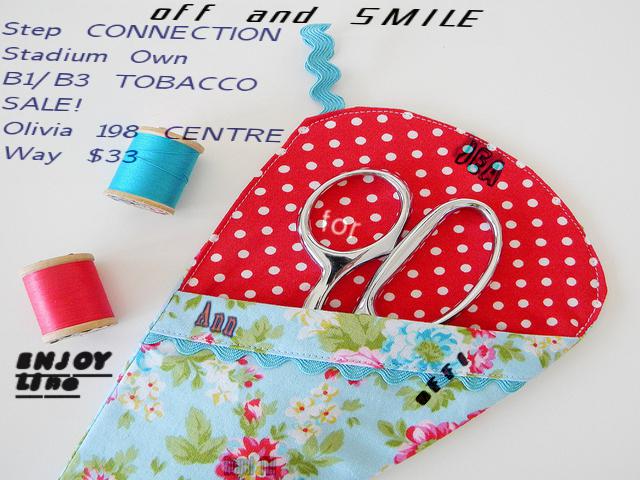 off and SMILE
Step CONNECTION
Stadium Own
B1/B3 TOBACCO
SALE!
Olivia 198 CENTRE
Way $33
for
Ann
OFF!
ENJOY